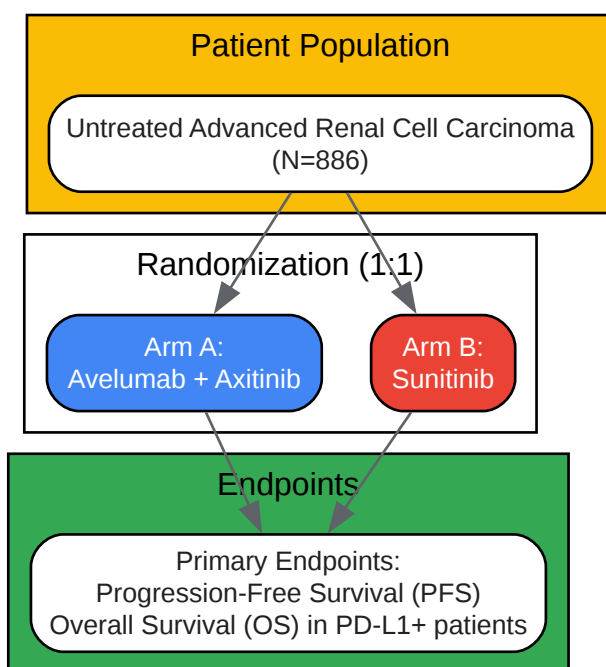 Patient Population
Untreated Advanced Renal Cell Carcinoma
(N=886)
Randomization (1:1)
Arm A:
Avelumab + Axitinib
Arm B:
Sunitinib
Endpoints
Primary Endpoints:
Progression-Free Survival (PFS)
Overall Survival (OS) in PD-L1+ patients